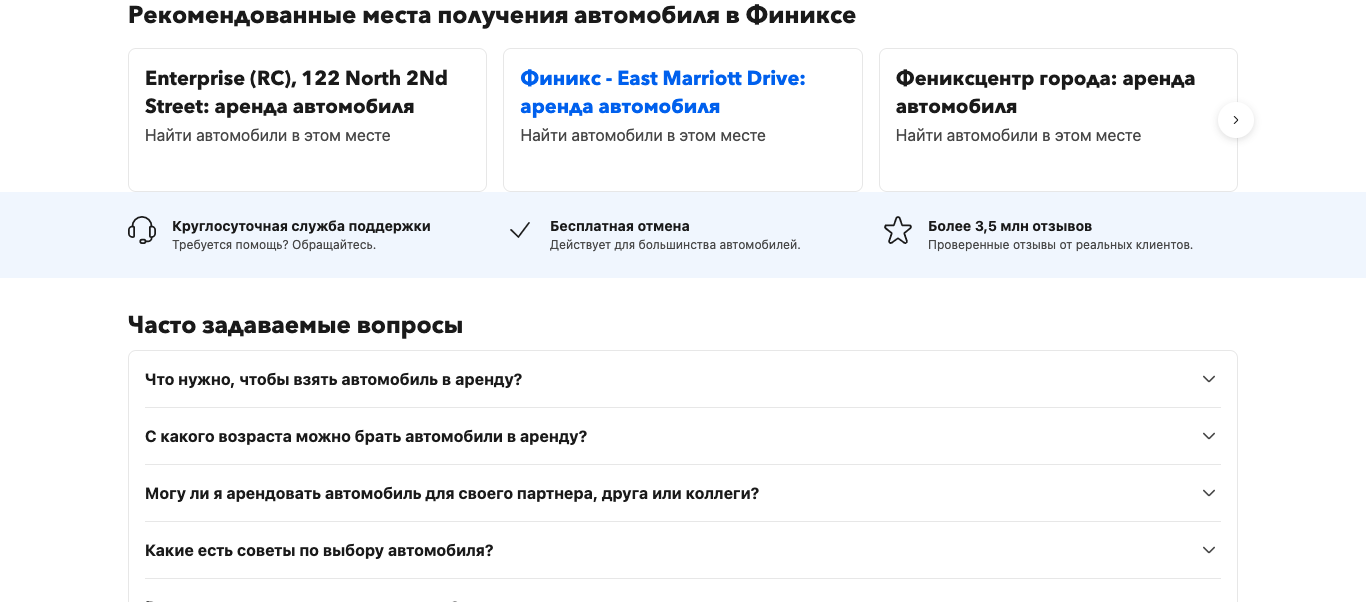 Рекомендованные места получения автомобиля в Финиксе
Enterprise (RC), 122 North 2Nd
Street: аренда автомобиля
Найти автомобили в этом месте
Финикс - East Marriott Drive:
аренда автомобиля
Найти автомобили в этом месте
Фениксцентр города: аренда
автомобиля
Найти автомобили в этом месте
Круглосуточная служба поддержки
Требуется помощь? Обращайтесь.
Бесплатная отмена
Действует для большинства автомобилей.
Более 3,5 млн отзывов
Проверенные отзывы от реальных клиентов.
Часто задаваемые вопросы
Что нужно, чтобы взять автомобиль в аренду?
С какого возраста можно брать автомобили в аренду?
Могу ли я арендовать автомобиль для своего партнера, друга или коллеги?
Какие есть советы по выбору автомобиля?